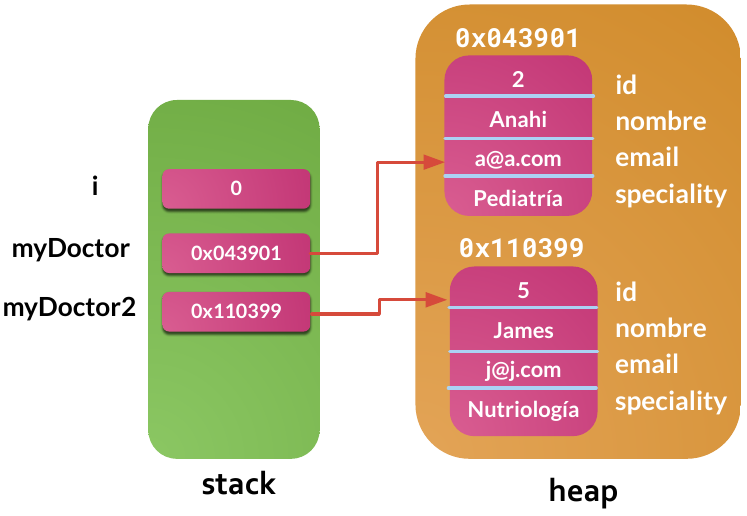 i
0
myDoctor
0x043901
myDoctor2
0x110399
stack
0x043901
2
id
Anahi
nombre
a@a.com
email
Pediatría
speciality
0x110399
5
id
James
nombre
j@j.com
email
Nutriología
speciality
heap